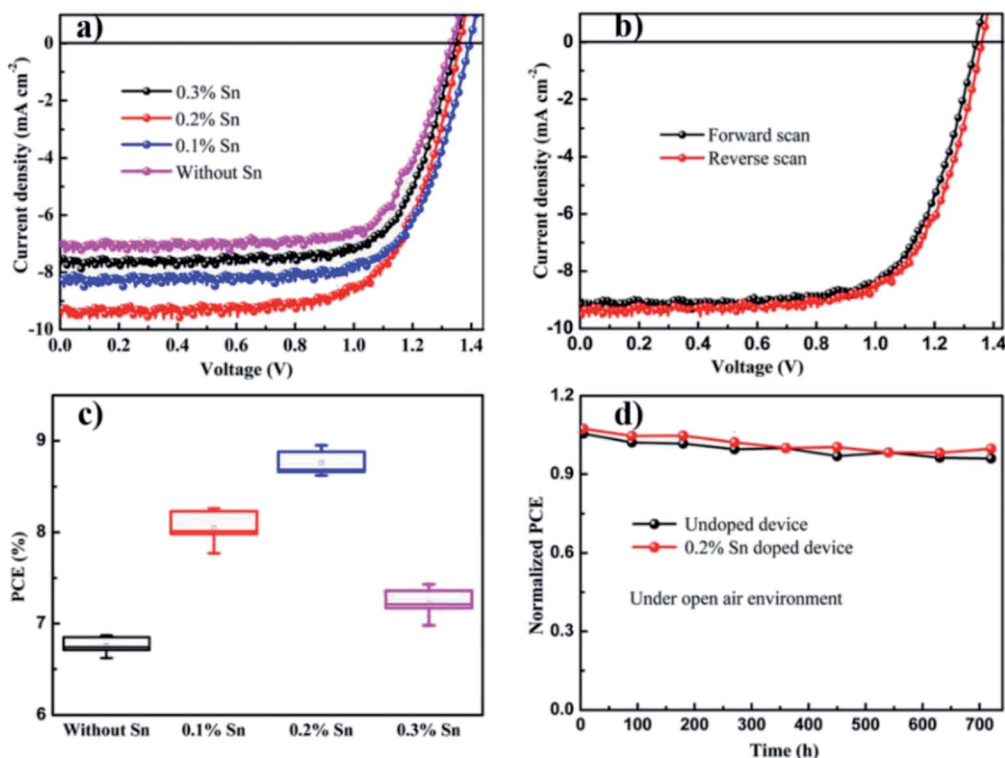 a)
Current density (mA cm⁻²)
0
-2
-4
-6
-8
-10
0.3% Sn
0.2% Sn
0.1% Sn
Without Sn
0.0 0.2 0.4 0.6 0.8 1.0 1.2 1.4
Voltage (V)
b)
Current density (mA cm⁻²)
0
-2
-4
-6
-8
-10
Forward scan
Reverse scan
0.0 0.2 0.4 0.6 0.8 1.0 1.2 1.4
Voltage (V)
c)
PCE (%)
9
8
7
6
Without Sn 0.1% Sn 0.2% Sn 0.3% Sn
d)
Normalized PCE
1.2
0.9
0.6
0.3
0.0
Undoped device
0.2% Sn doped device
Under open air environment
0 100 200 300 400 500 600 700
Time (h)